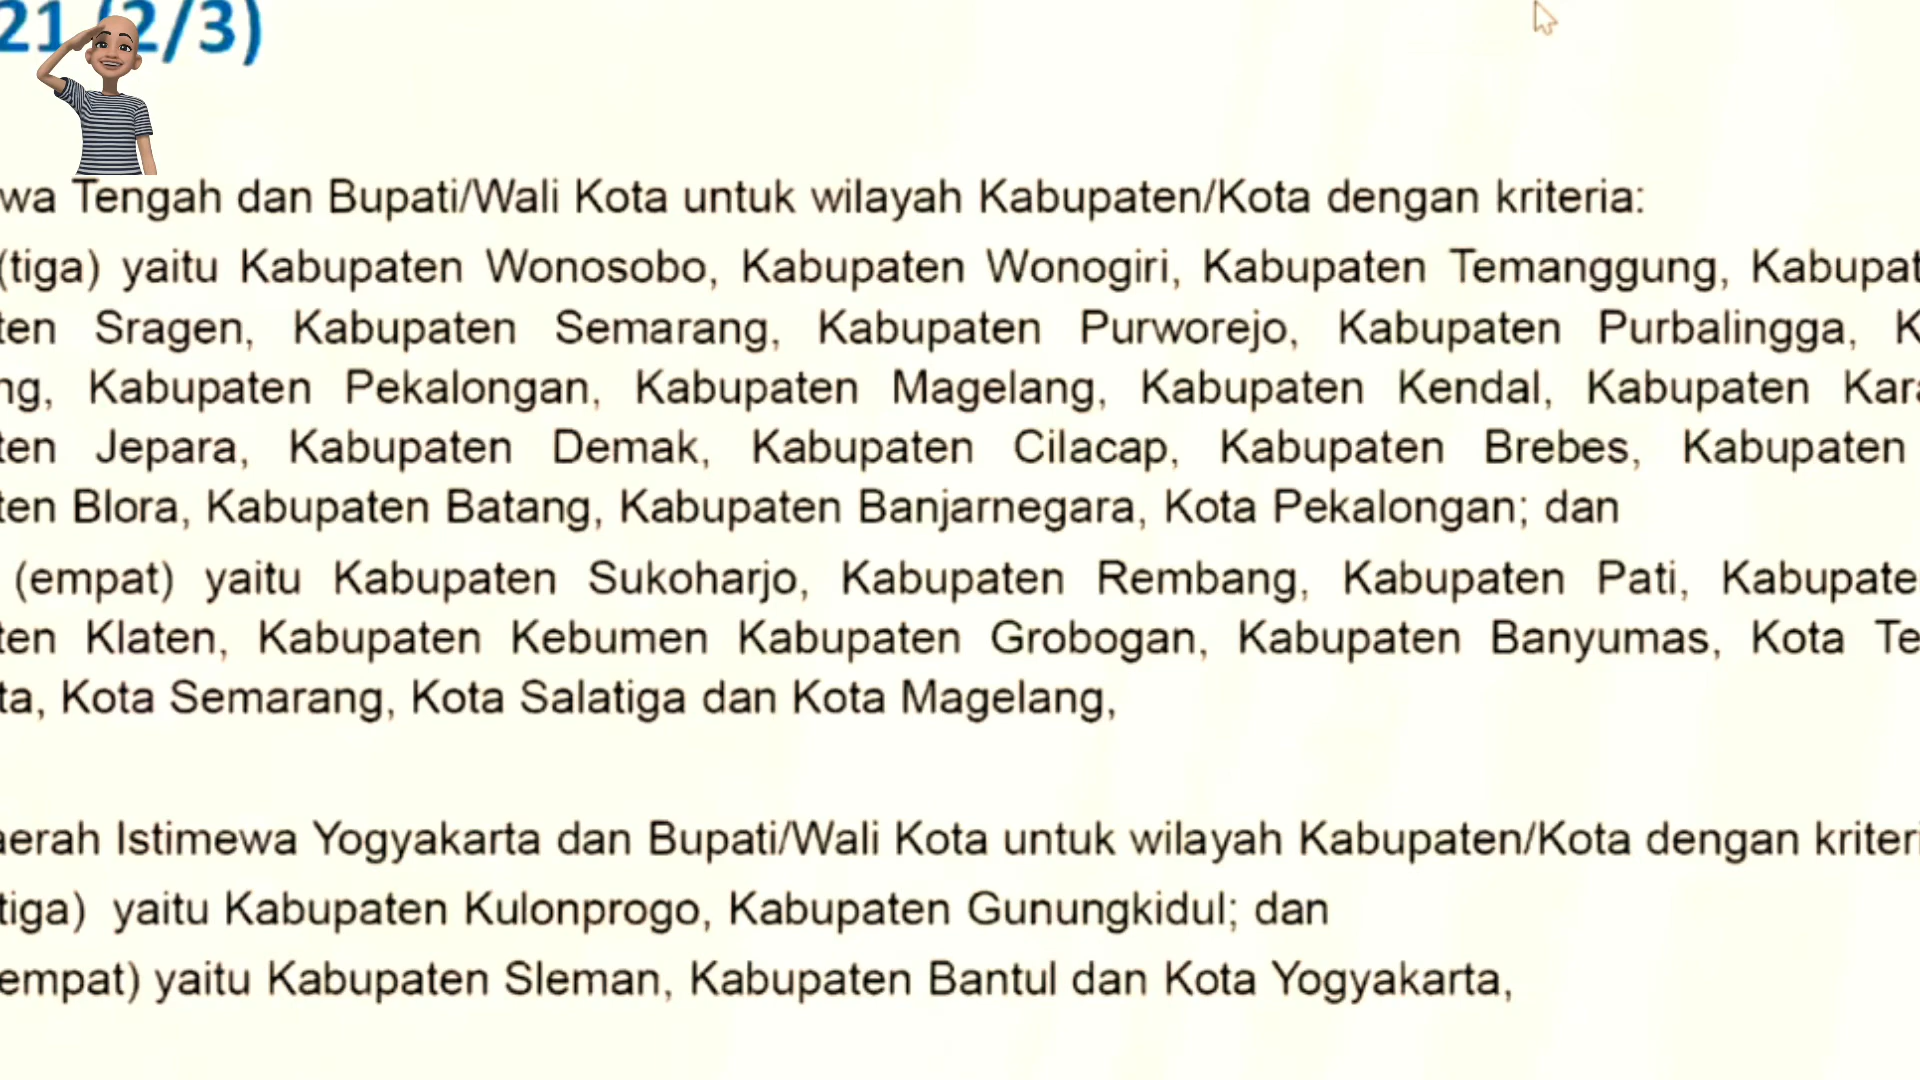 21 (2/3)
wa Tengah dan Bupati/Wali Kota untuk wilayah Kabupaten/Kota dengan kriteria:
(tiga) yaitu Kabupaten Wonosobo, Kabupaten Wonogiri, Kabupaten Temanggung, Kabupat
ten Sragen, Kabupaten Semarang, Kabupaten Purworejo, Kabupaten Purbalingga, K
ng, Kabupaten Pekalongan, Kabupaten Magelang, Kabupaten Kendal, Kabupaten Kara
ten Jepara, Kabupaten Demak, Kabupaten Cilacap, Kabupaten Brebes, Kabupaten
ten Blora, Kabupaten Batang, Kabupaten Banjarnegara, Kota Pekalongan; dan
(empat) yaitu Kabupaten Sukoharjo, Kabupaten Rembang, Kabupaten Pati, Kabupate
ten Klaten, Kabupaten Kebumen Kabupaten Grobogan, Kabupaten Banyumas, Kota Te
ta, Kota Semarang, Kota Salatiga dan Kota Magelang,
aerah Istimewa Yogyakarta dan Bupati/Wali Kota untuk wilayah Kabupaten/Kota dengan kriteri
tiga) yaitu Kabupaten Kulonprogo, Kabupaten Gunungkidul; dan
empat) yaitu Kabupaten Sleman, Kabupaten Bantul dan Kota Yogyakarta,